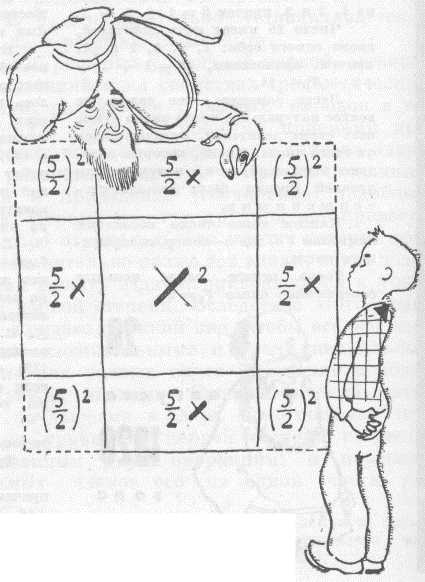 (5/2)² 5/2 x (5/2)²
5/2 x x² 5/2 x
(5/2)² 5/2 x (5/2)²